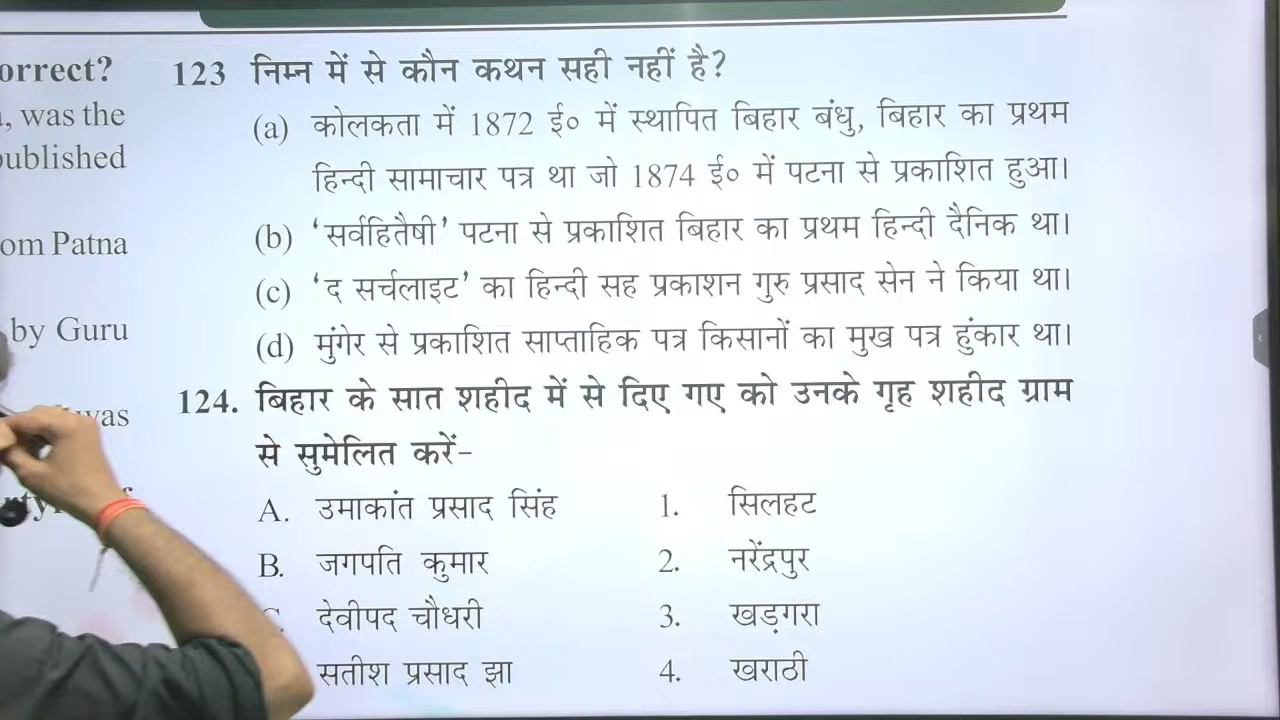 orrect?
, was the
ublished
om Patna
by Guru
was
123 निम्न में से कौन कथन सही नहीं है?
(a) कोलकता में 1872 ई० में स्थापित बिहार बंधु, बिहार का प्रथम
हिन्दी सामाचार पत्र था जो 1874 ई० में पटना से प्रकाशित हुआ।
(b) ‘सर्वहितैषी’ पटना से प्रकाशित बिहार का प्रथम हिन्दी दैनिक था।
(c) ‘द सर्चलाइट’ का हिन्दी सह प्रकाशन गुरु प्रसाद सेन ने किया था।
(d) मुंगेर से प्रकाशित साप्ताहिक पत्र किसानों का मुख पत्र हुंकार था।
124. बिहार के सात शहीद में से दिए गए को उनके गृह शहीद ग्राम
से सुमेलित करें-
A. उमाकांत प्रसाद सिंह 1. सिलहट
B. जगपति कुमार 2. नरेंद्रपुर
देवीपद चौधरी 3. खड़गरा
सतीश प्रसाद झा 4. खराठी